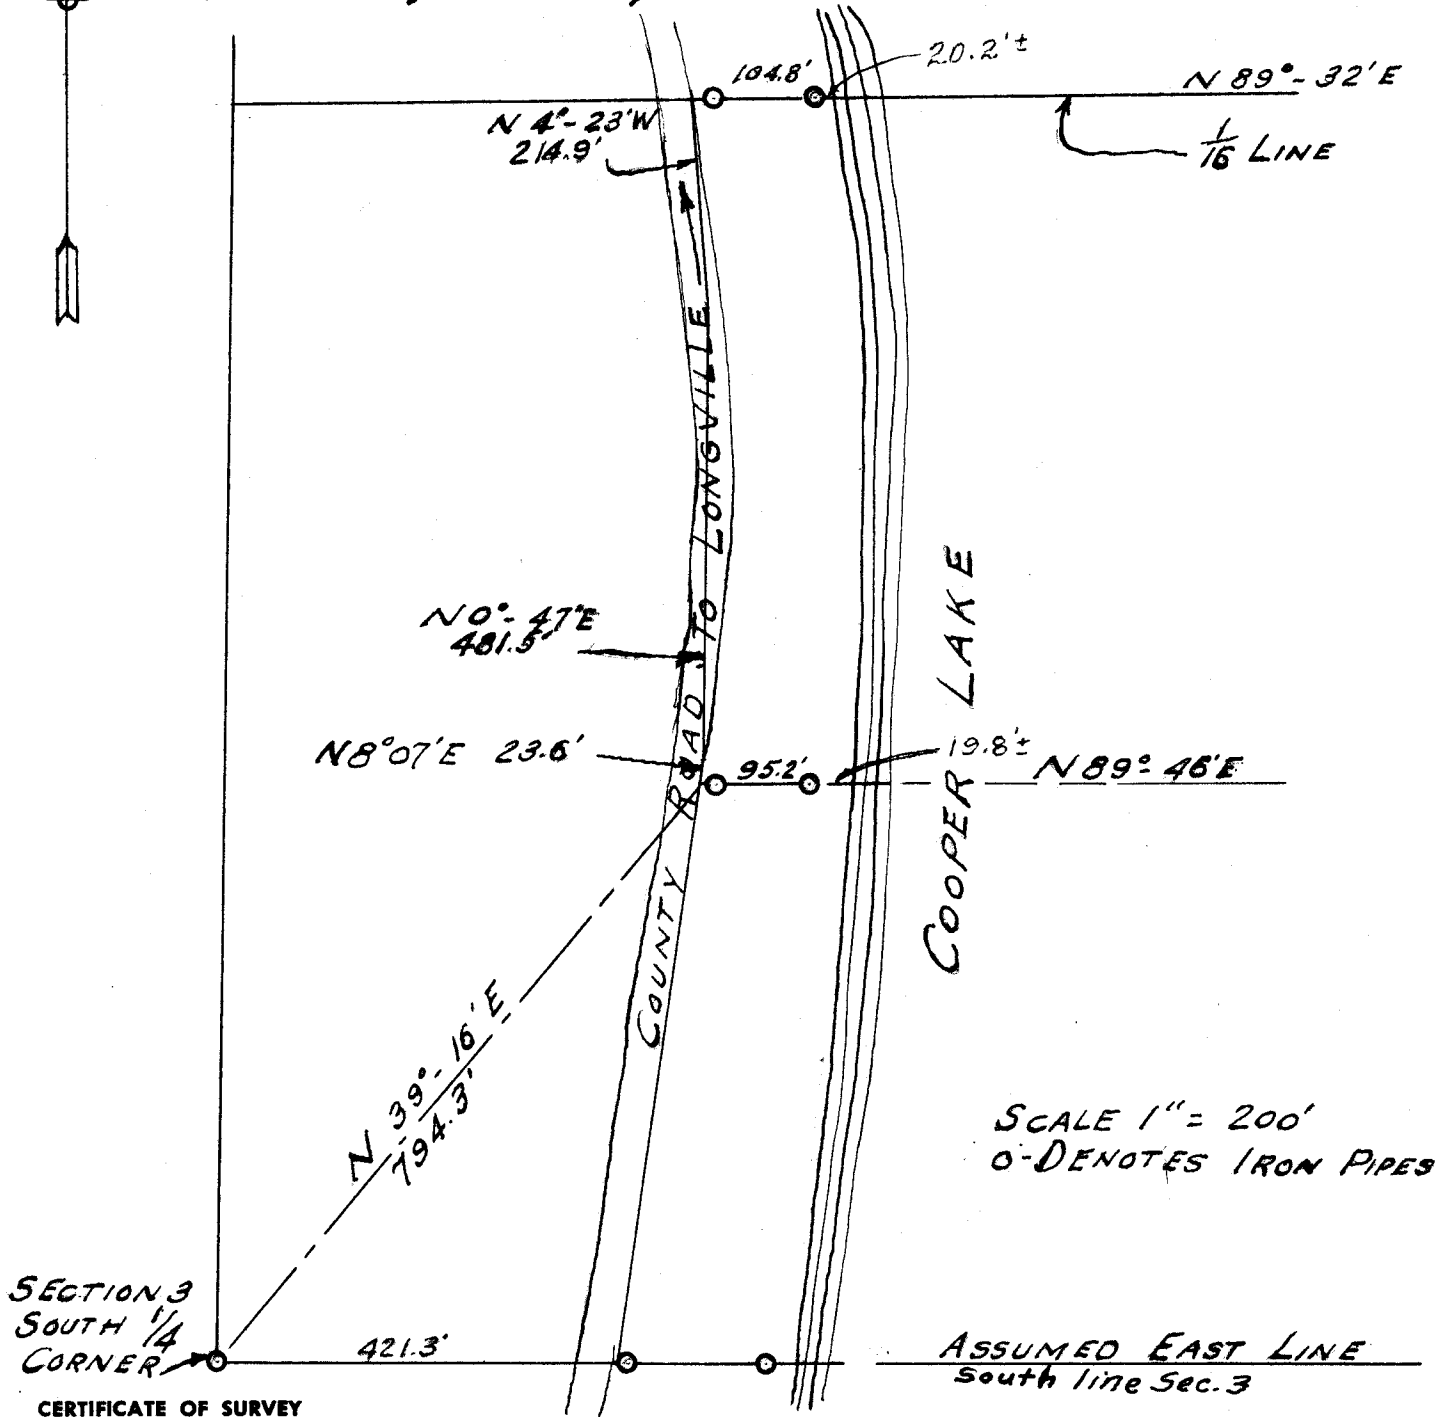 104.8'
20.2'±
N 89°-32'E
N 4°-23'W
214.9'
1/16 LINE
COUNTY ROAD TO LONGVILLE
N 0°-47'E
481.5'
COOPER LAKE
N8°07'E 23.6'
95.2'
19.8'±
N89°-46'E
N 39°-16'E
794.3'
SCALE 1" = 200'
O-DENOTES IRON PIPES
SECTION 3
SOUTH 1/4
CORNER
421.3'
ASSUMED EAST LINE
South line Sec. 3
CERTIFICATE OF SURVEY